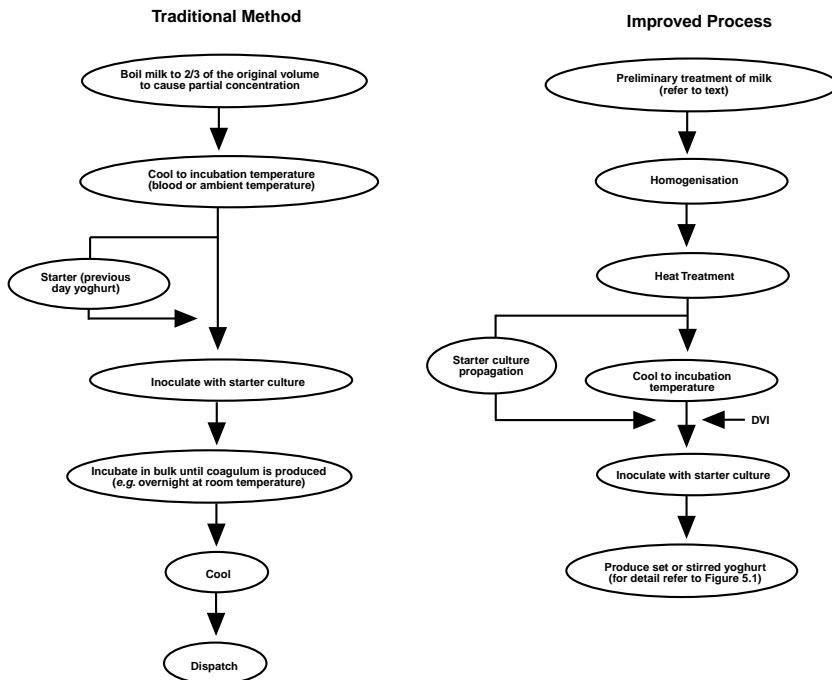 Traditional Method
Boil milk to 2/3 of the original volume
to cause partial concentration
Cool to incubation temperature
(blood or ambient temperature)
Starter (previous
day yoghurt)
Inoculate with starter culture
Incubate in bulk until coagulum is produced
(e.g. overnight at room temperature)
Cool
Dispatch
Improved Process
Preliminary treatment of milk
(refer to text)
Homogenisation
Heat Treatment
Starter culture
propagation
Cool to incubation
temperature
DVI
Inoculate with starter culture
Produce set or stirred yoghurt
(for detail refer to Figure 5.1)